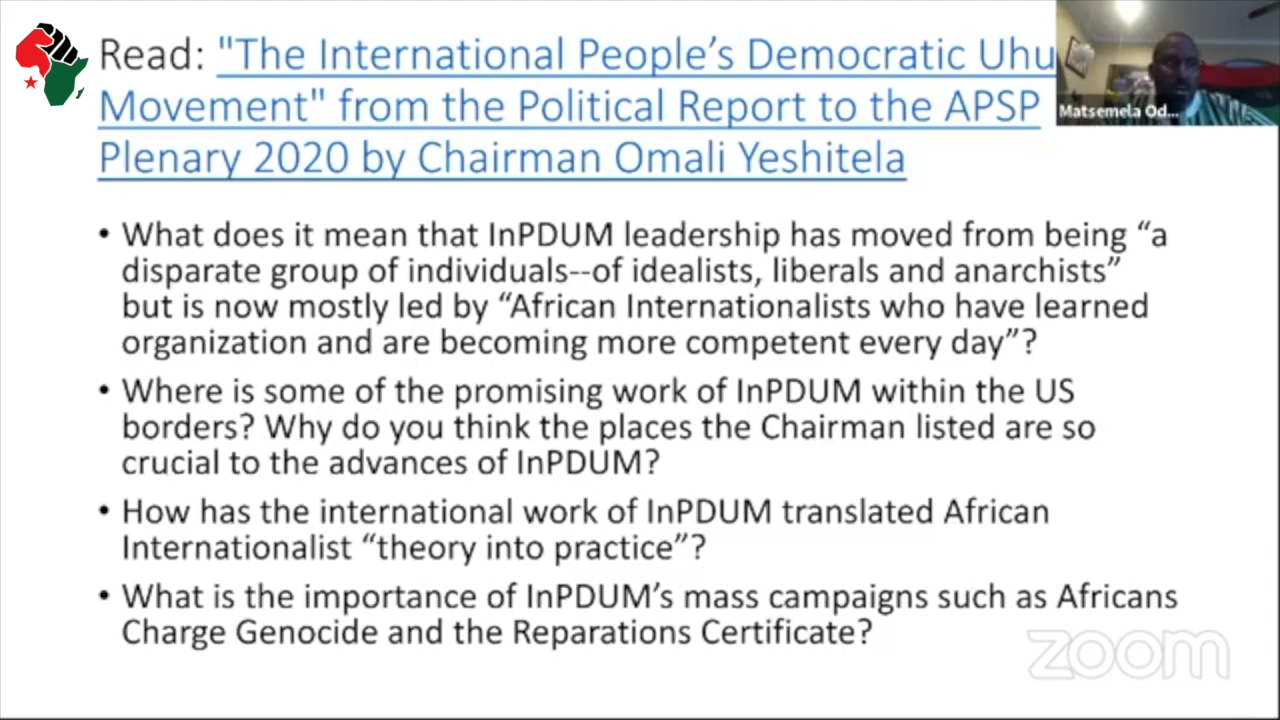 Read: "The International People’s Democratic Uhu
Movement" from the Political Report to the APSP
Plenary 2020 by Chairman Omali Yeshitela
Matsemela Od...
• What does it mean that InPDUM leadership has moved from being “a
disparate group of individuals--of idealists, liberals and anarchists”
but is now mostly led by “African Internationalists who have learned
organization and are becoming more competent every day”?
• Where is some of the promising work of InPDUM within the US
borders? Why do you think the places the Chairman listed are so
crucial to the advances of InPDUM?
• How has the international work of InPDUM translated African
Internationalist “theory into practice”?
• What is the importance of InPDUM’s mass campaigns such as Africans
Charge Genocide and the Reparations Certificate?
zoom